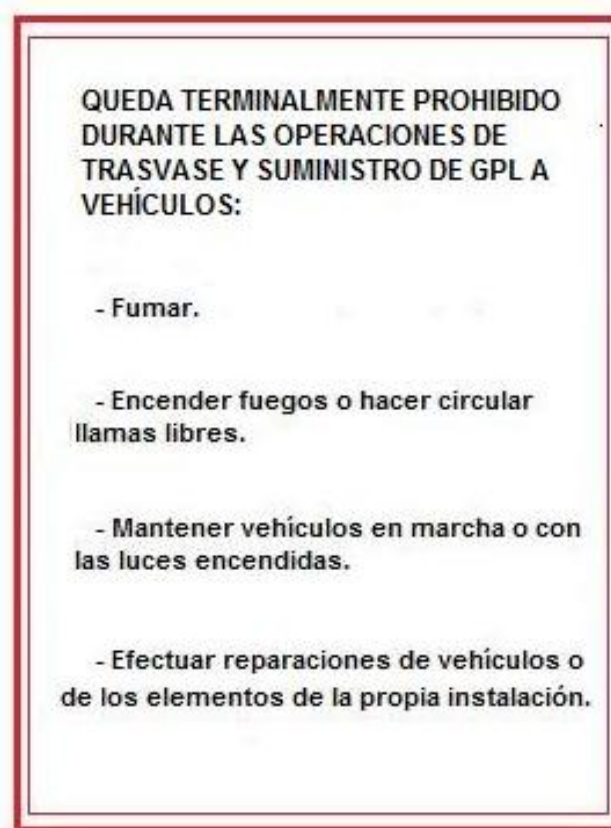 QUEDA TERMINALMENTE PROHIBIDO
DURANTE LAS OPERACIONES DE
TRASVASE Y SUMINISTRO DE GPL A
VEHÍCULOS:
- Fumar.
- Encender fuegos o hacer circular
llamas libres.
- Mantener vehículos en marcha o con
las luces encendidas.
- Efectuar reparaciones de vehículos o
de los elementos de la propia instalación.